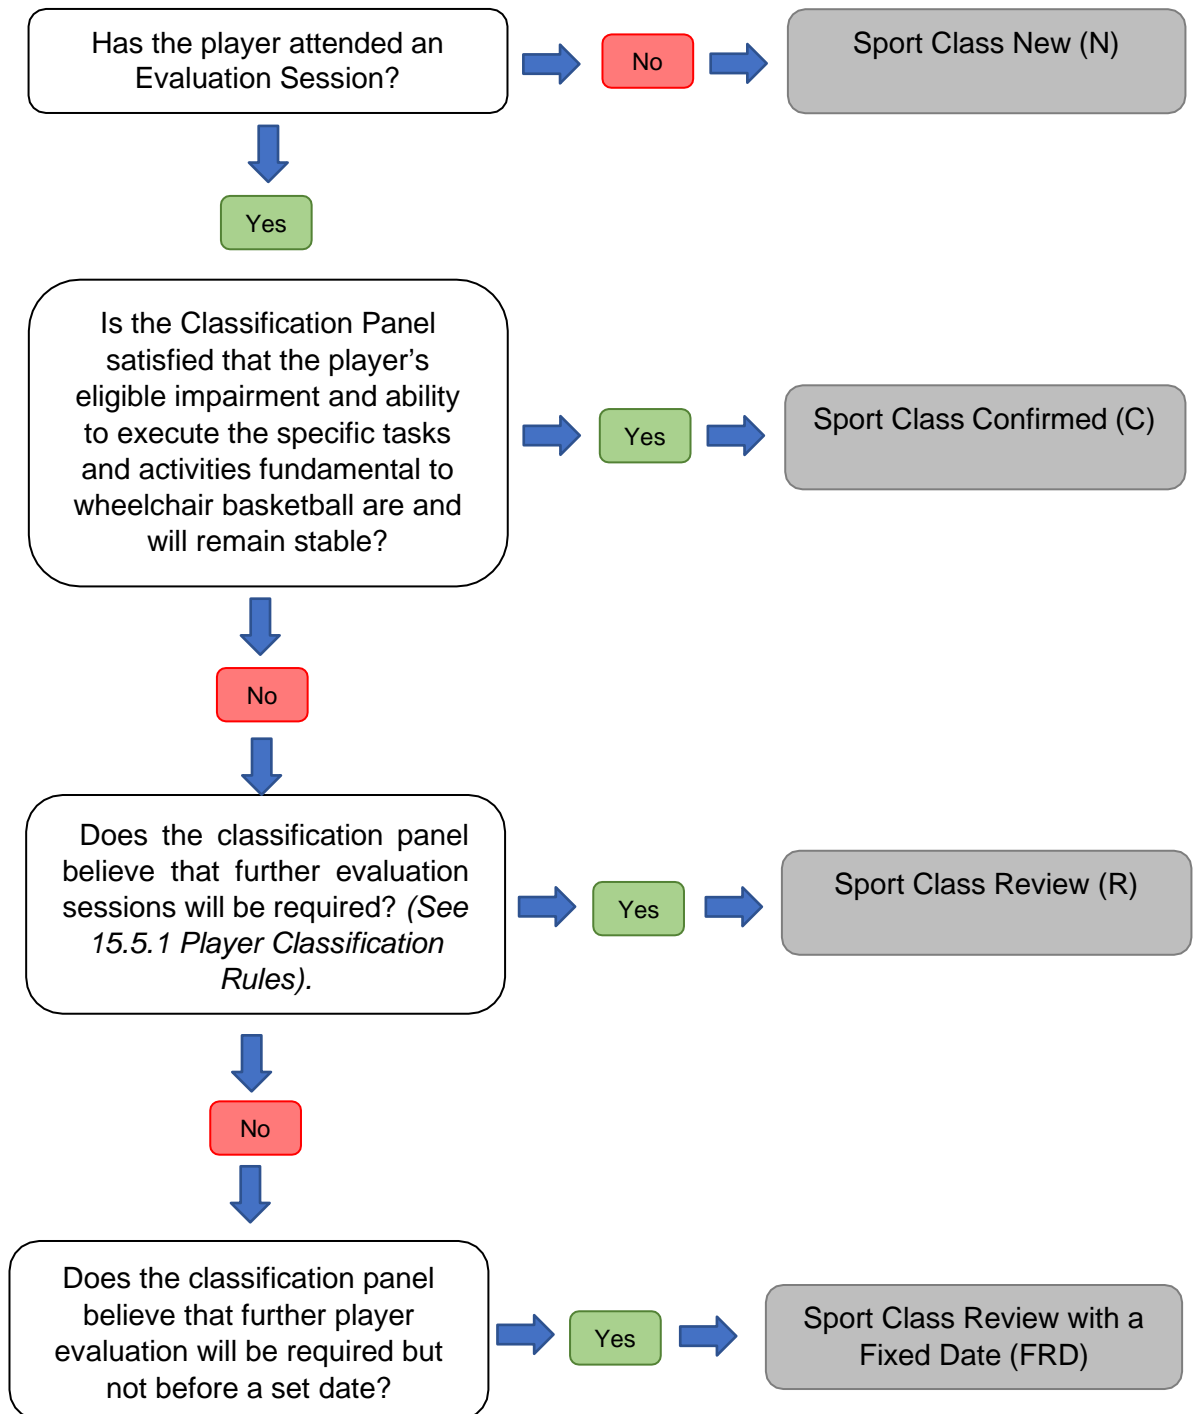 Has the player attended an
Evaluation Session?
No
Sport Class New (N)
Yes
Is the Classification Panel
satisfied that the player’s
eligible impairment and ability
to execute the specific tasks
and activities fundamental to
wheelchair basketball are and
will remain stable?
Yes
Sport Class Confirmed (C)
No
Does the classification panel
believe that further evaluation
sessions will be required? (See
15.5.1 Player Classification
Rules).
Yes
Sport Class Review (R)
No
Does the classification panel
believe that further player
evaluation will be required but
not before a set date?
Yes
Sport Class Review with a
Fixed Date (FRD)